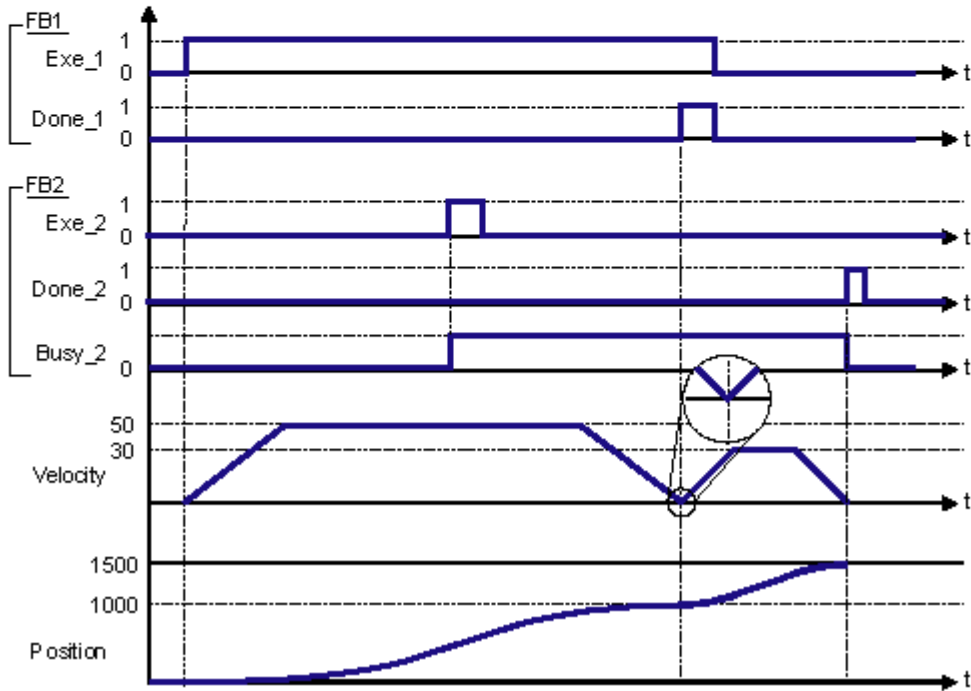 FB1
1
Exe_1
0
t
1
Done_1
0
t
FB2
1
Exe_2
0
t
1
Done_2
0
t
Busy_2
0
t
50
30
Velocity
t
1500
1000
Position
t